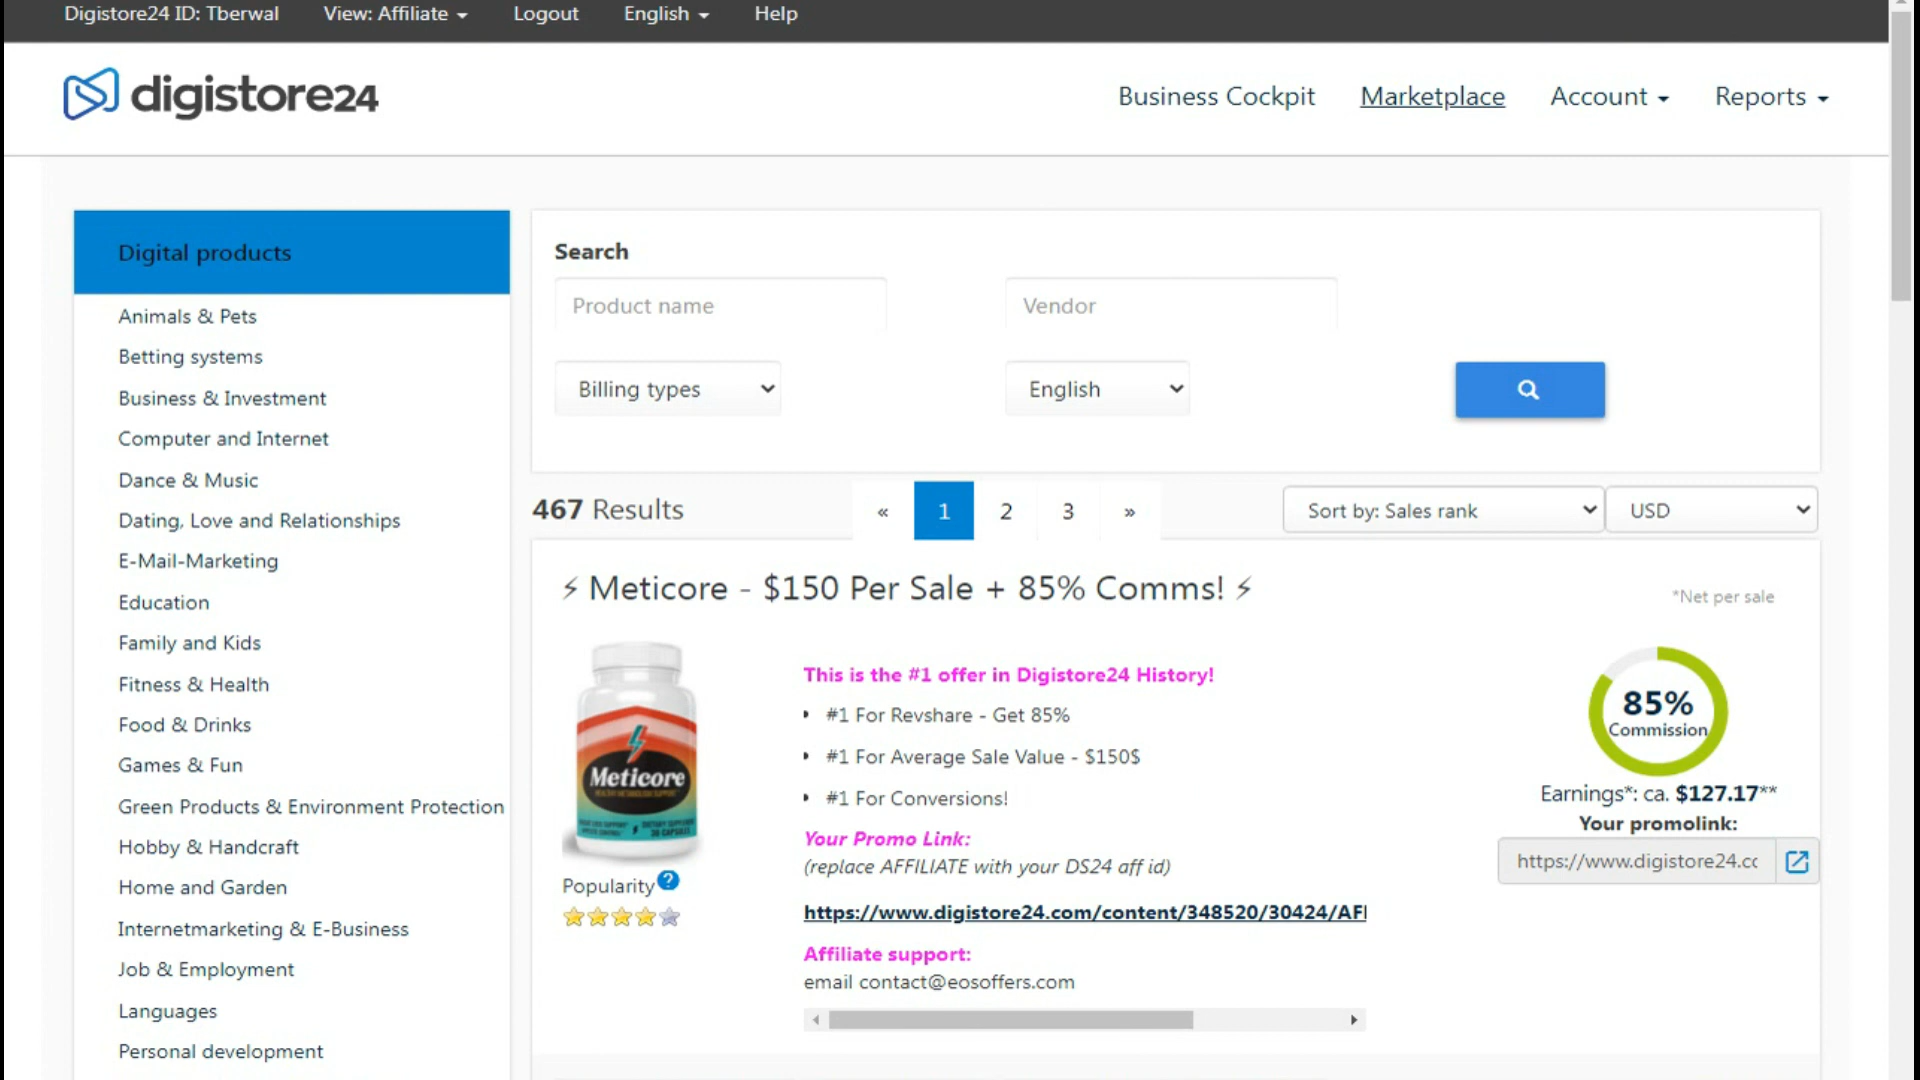 Digistore24 ID: Tberwal
View: Affiliate
Logout
English
Help
digistore24
Business Cockpit
Marketplace
Account
Reports
Digital products
Animals & Pets
Betting systems
Business & Investment
Computer and Internet
Dance & Music
Dating, Love and Relationships
E-Mail-Marketing
Education
Family and Kids
Fitness & Health
Food & Drinks
Games & Fun
Green Products & Environment Protection
Hobby & Handcraft
Home and Garden
Internetmarketing & E-Business
Job & Employment
Languages
Personal development
Search
Product name
Vendor
Billing types
English
467 Results
« 1 2 3 »
Sort by: Sales rank
USD
⚡ Meticore - $150 Per Sale + 85% Comms! ⚡
*Net per sale
Meticore
Popularity ?
This is the #1 offer in Digistore24 History!
#1 For Revshare - Get 85%
#1 For Average Sale Value - $150$
#1 For Conversions!
Your Promo Link:
(replace AFFILIATE with your DS24 aff id)
https://www.digistore24.com/content/348520/30424/AFI
Affiliate support:
email contact@eosoffers.com
85%
Commission
Earnings*: ca. $127.17**
Your promolink:
https://www.digistore24.cc